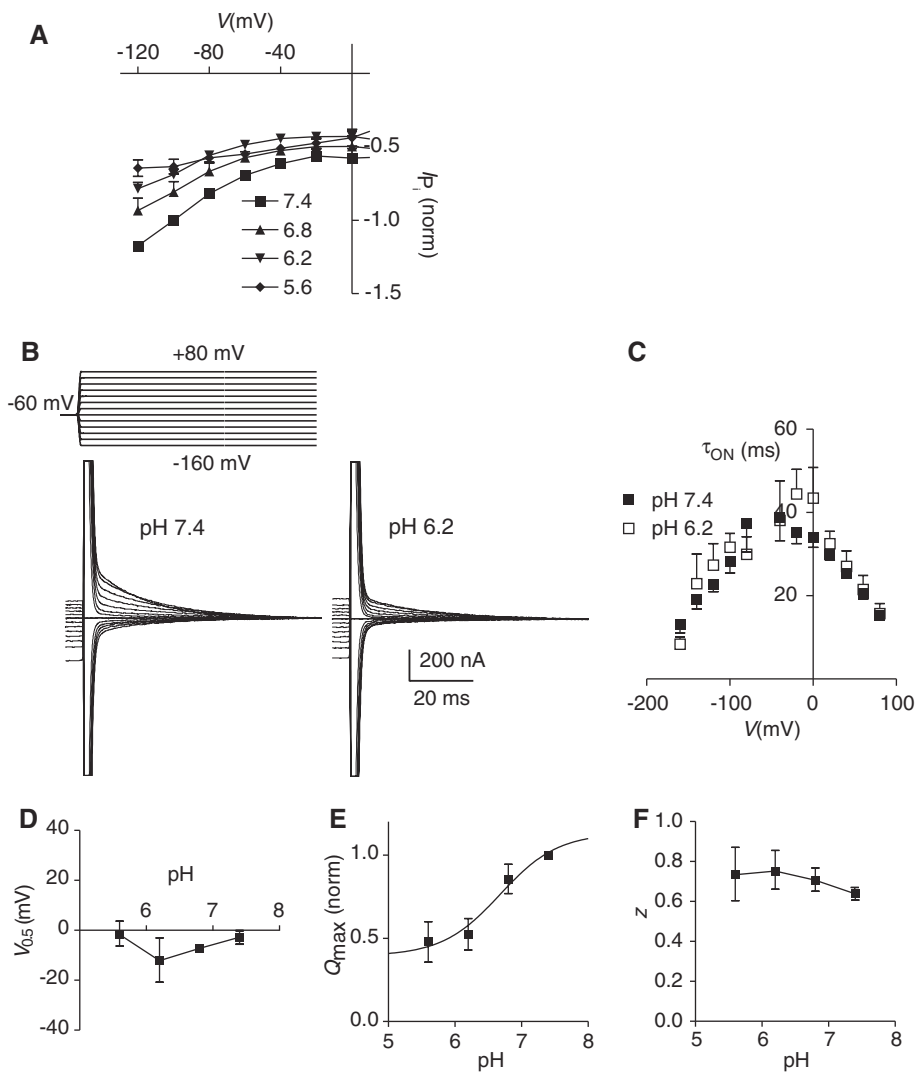 A
V(mV)
-120 -80 -40
-0.5
-1.0
-1.5
IPi (norm)
7.4
6.8
6.2
5.6
B
+80 mV
-60 mV
-160 mV
pH 7.4
pH 6.2
200 nA
20 ms
C
60
τON (ms)
pH 7.4
pH 6.2
40
20
-200 -100 0 100
V(mV)
D
40
20
0
-20
-40
V0.5 (mV)
pH
6 7 8
E
1.0
0.5
0.0
Qmax (norm)
5 6 7 8
pH
F
1.0
0.8
0.6
0.4
0.2
0.0
z
5 6 7 8
pH